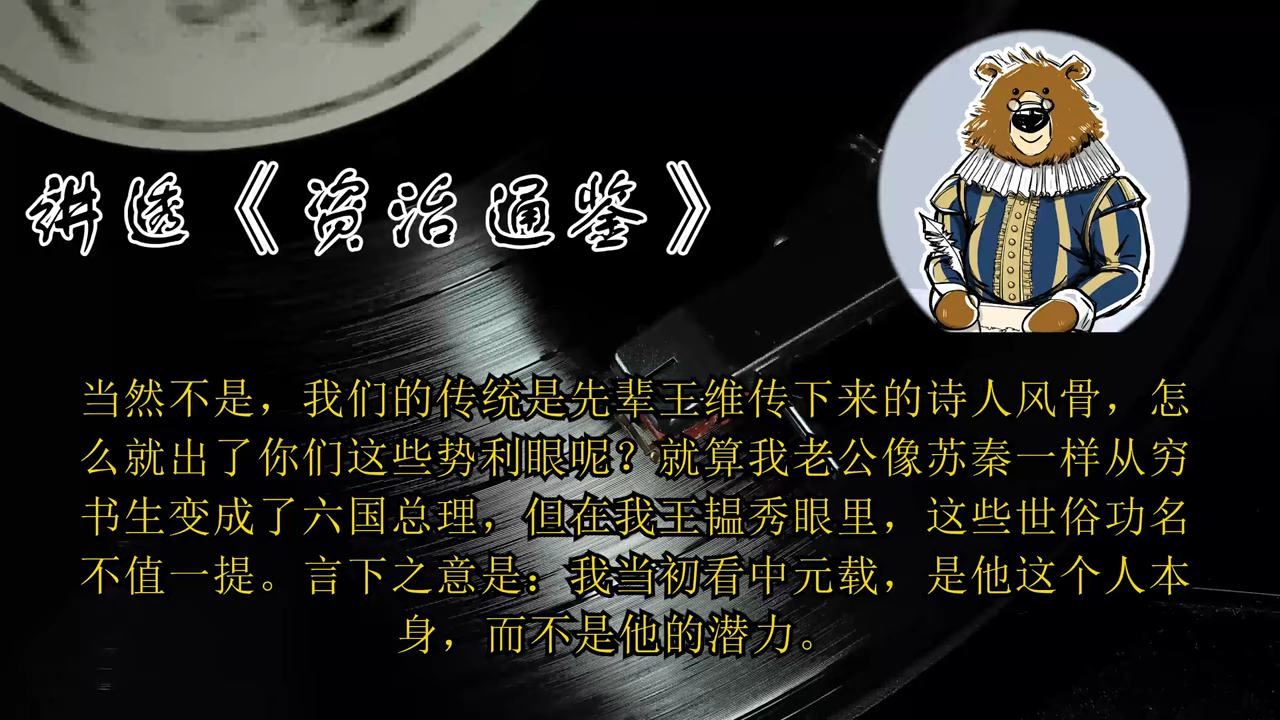 讲透《资治通鉴》
当然不是，我们的传统是先辈王维传下来的诗人风骨，怎
么就出了你们这些势利眼呢？就算我老公像苏秦一样从穷
书生变成了六国总理，但在我王韫秀眼里，这些世俗功名
不值一提。言下之意是：我当初看中元载，是他这个人本
身，而不是他的潜力。